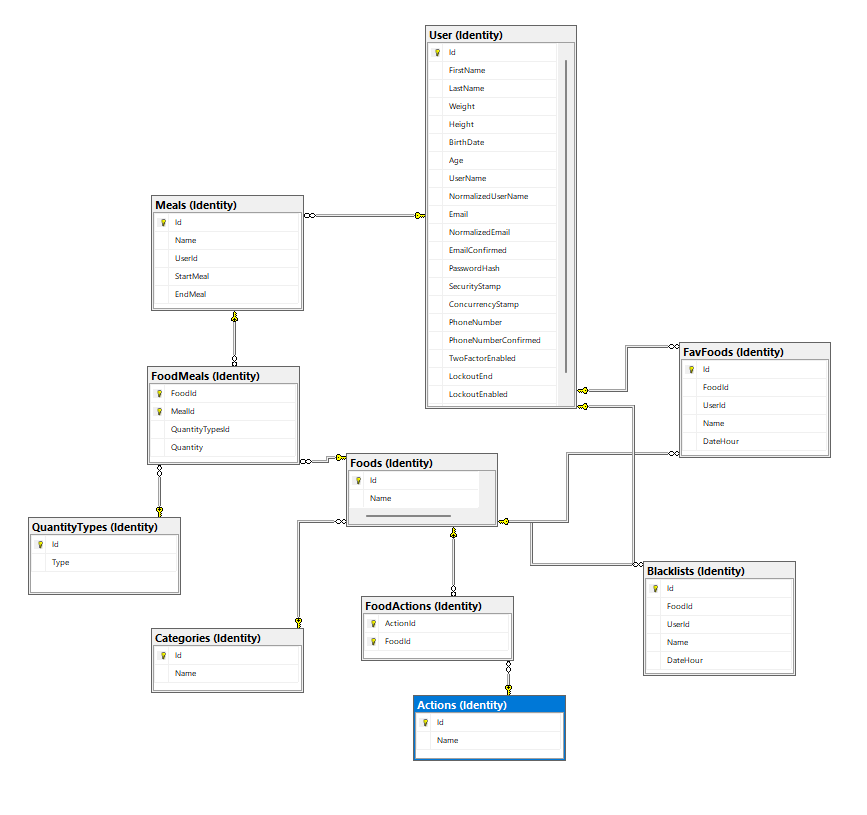 User (Identity)
Id
FirstName
LastName
Weight
Height
BirthDate
Age
UserName
NormalizedUserName
Email
NormalizedEmail
EmailConfirmed
PasswordHash
SecurityStamp
ConcurrencyStamp
PhoneNumber
PhoneNumberConfirmed
TwoFactorEnabled
LockoutEnd
LockoutEnabled
Meals (Identity)
Id
Name
UserId
StartMeal
EndMeal
FoodMeals (Identity)
FoodId
MealId
QuantityTypesId
Quantity
FavFoods (Identity)
Id
FoodId
UserId
Name
DateHour
Foods (Identity)
Id
Name
QuantityTypes (Identity)
Id
Type
Blacklists (Identity)
Id
FoodId
UserId
Name
DateHour
FoodActions (Identity)
ActionId
FoodId
Categories (Identity)
Id
Name
Actions (Identity)
Id
Name